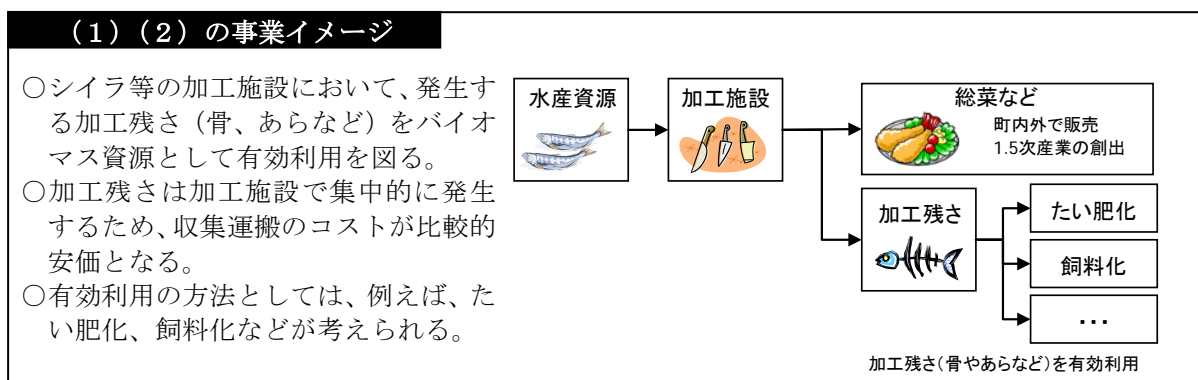 (1)(2)の事業イメージ
○シイラ等の加工施設において、発生す
る加工残さ（骨、あらなど）をバイオ
マス資源として有効利用を図る。
○加工残さは加工施設で集中的に発生
するため、収集運搬のコストが比較的
安価となる。
○有効利用の方法としては、例えば、た
い肥化、飼料化などが考えられる。
水産資源
加工施設
総菜など
町内外で販売
1.5次産業の創出
加工残さ
たい肥化
飼料化
・・・
加工残さ（骨やあらなど）を有効利用